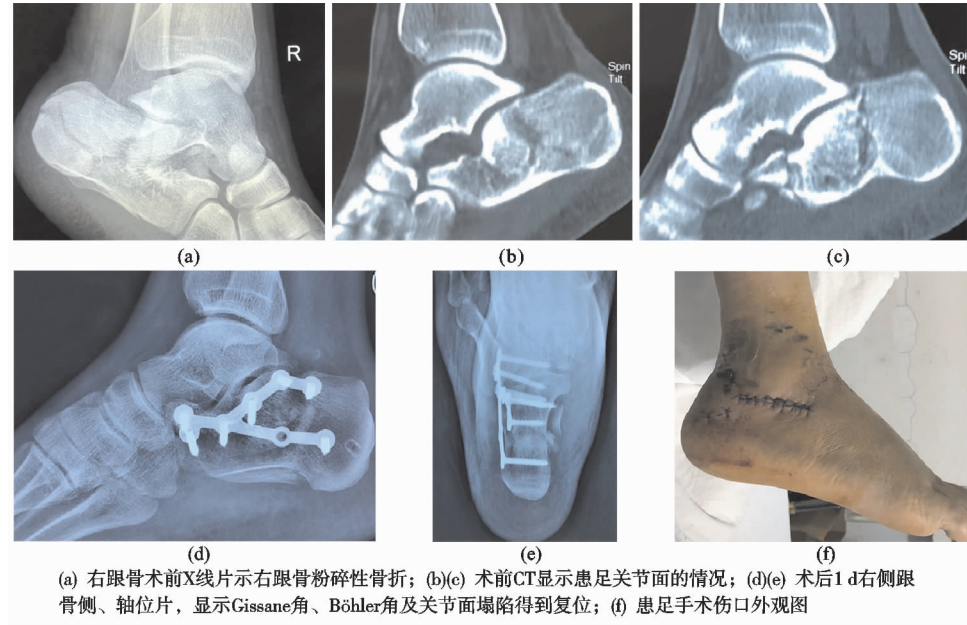 R
Spin
Tilt
Spin
Tilt
(a)
(b)
(c)
(d)
(e)
(f)
(a) 右跟骨术前X线片示右跟骨粉碎性骨折；(b)(c) 术前CT显示患足关节面的情况；(d)(e) 术后1 d右侧跟
骨侧、轴位片，显示Gissane角、Böhler角及关节面塌陷得到复位；(f) 患足手术伤口外观图